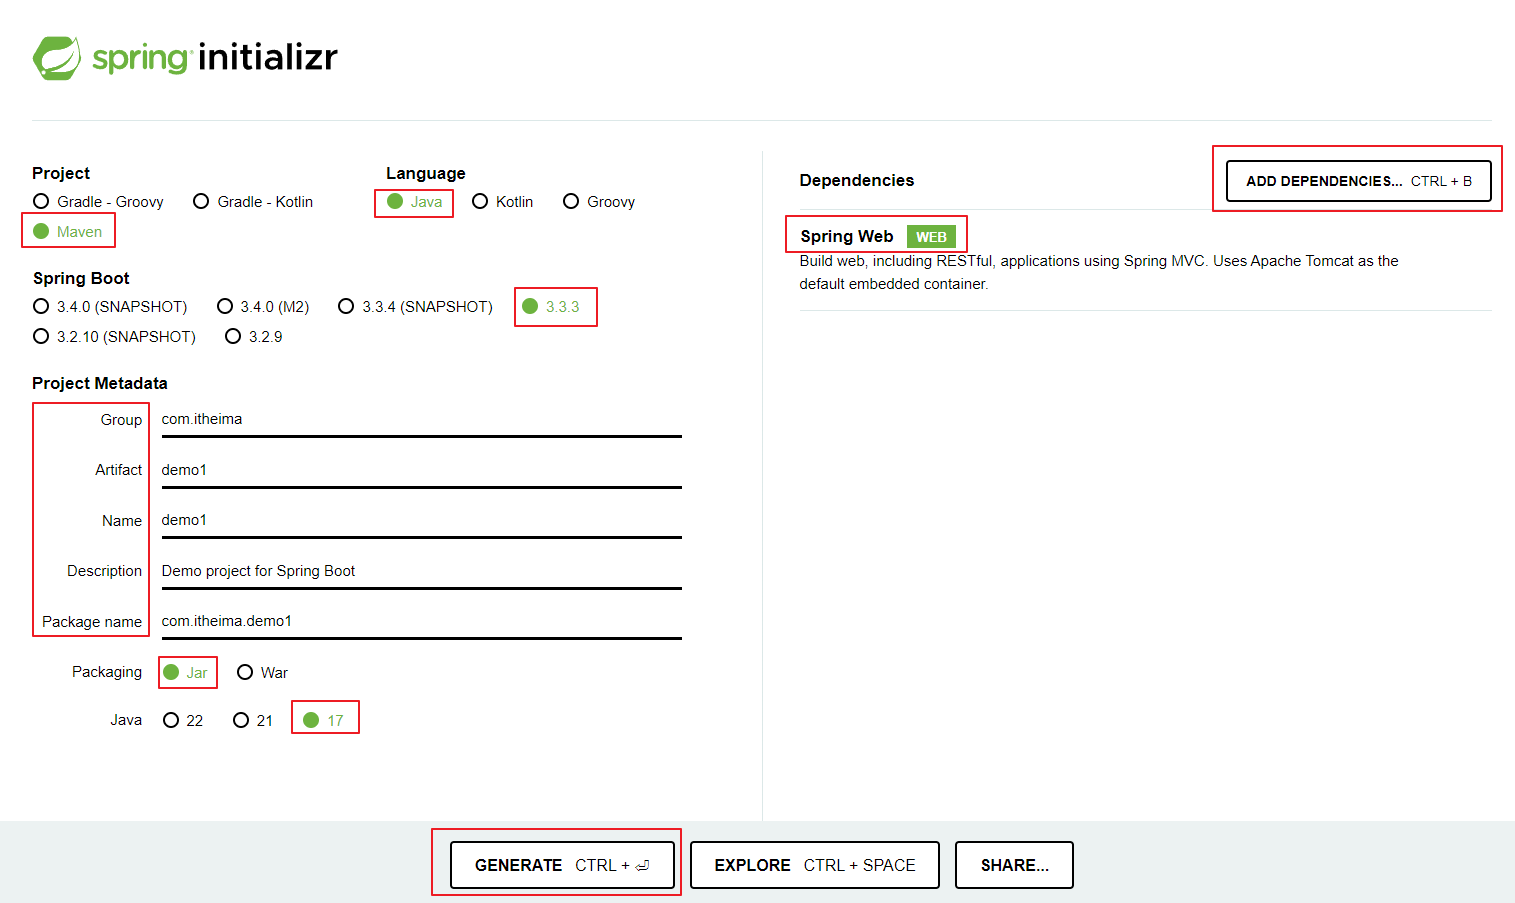 spring initializr
Project
Gradle - Groovy Gradle - Kotlin
Maven
Language
Java Kotlin Groovy
Spring Boot
3.4.0 (SNAPSHOT) 3.4.0 (M2) 3.3.4 (SNAPSHOT) 3.3.3
3.2.10 (SNAPSHOT) 3.2.9
Project Metadata
Group com.itheima
Artifact demo1
Name demo1
Description Demo project for Spring Boot
Package name com.itheima.demo1
Packaging Jar War
Java 22 21 17
Dependencies ADD DEPENDENCIES... CTRL + B
Spring Web WEB
Build web, including RESTful, applications using Spring MVC. Uses Apache Tomcat as the
default embedded container.
GENERATE CTRL + ⏎ EXPLORE CTRL + SPACE SHARE...